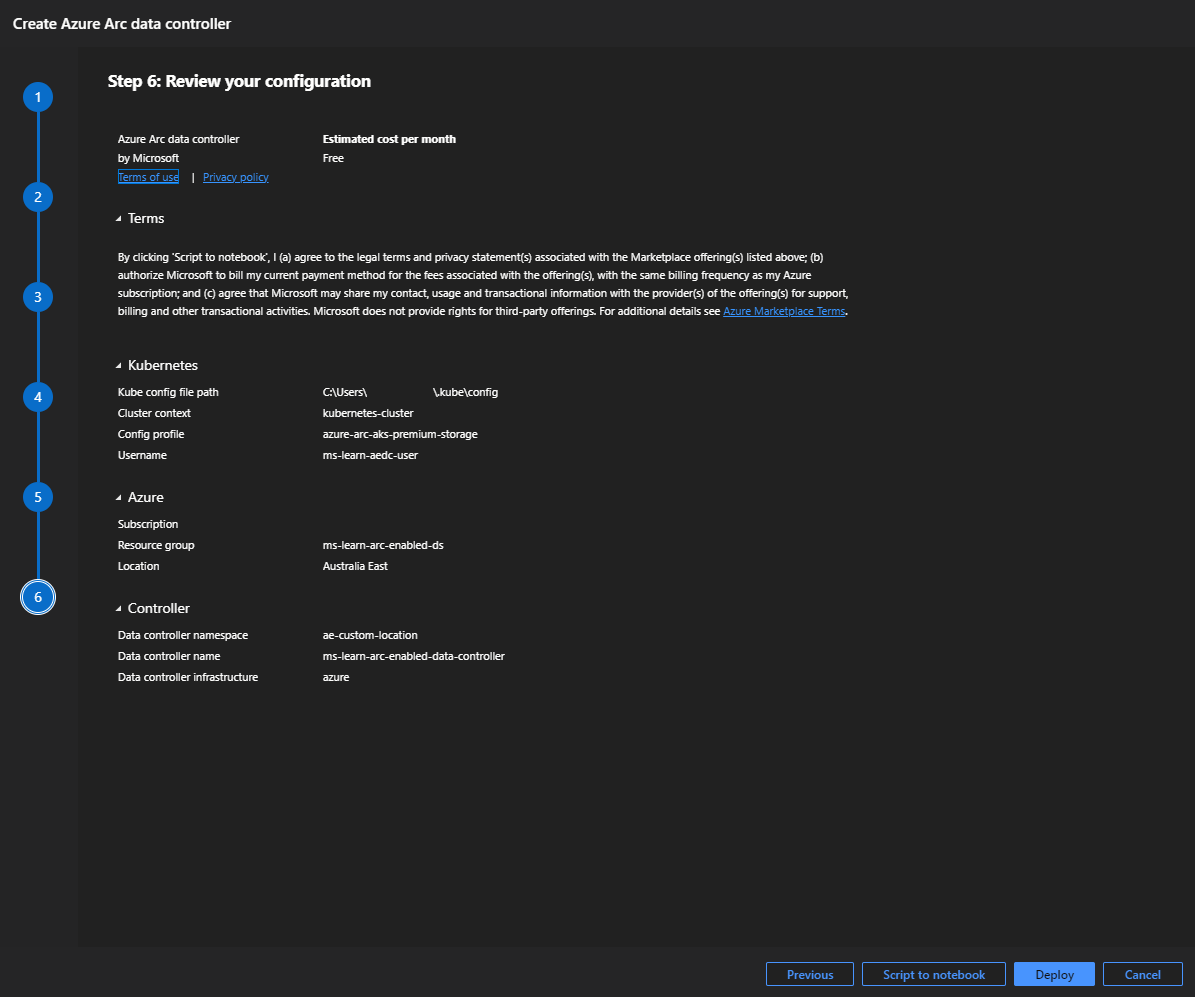 Create Azure Arc data controller
Step 6: Review your configuration
1
2
3
4
5
6
Azure Arc data controller
Estimated cost per month
by Microsoft
Free
Terms of use | Privacy policy
Terms
By clicking 'Script to notebook', I (a) agree to the legal terms and privacy statement(s) associated with the Marketplace offering(s) listed above; (b)
authorize Microsoft to bill my current payment method for the fees associated with the offering(s), with the same billing frequency as my Azure
subscription; and (c) agree that Microsoft may share my contact, usage and transactional information with the provider(s) of the offering(s) for support,
billing and other transactional activities. Microsoft does not provide rights for third-party offerings. For additional details see Azure Marketplace Terms.
Kubernetes
Kube config file path C:\Users\ \.kube\config
Cluster context kubernetes-cluster
Config profile azure-arc-aks-premium-storage
Username ms-learn-aedc-user
Azure
Subscription
Resource group ms-learn-arc-enabled-ds
Location Australia East
Controller
Data controller namespace ae-custom-location
Data controller name ms-learn-arc-enabled-data-controller
Data controller infrastructure azure
Previous Script to notebook Deploy Cancel